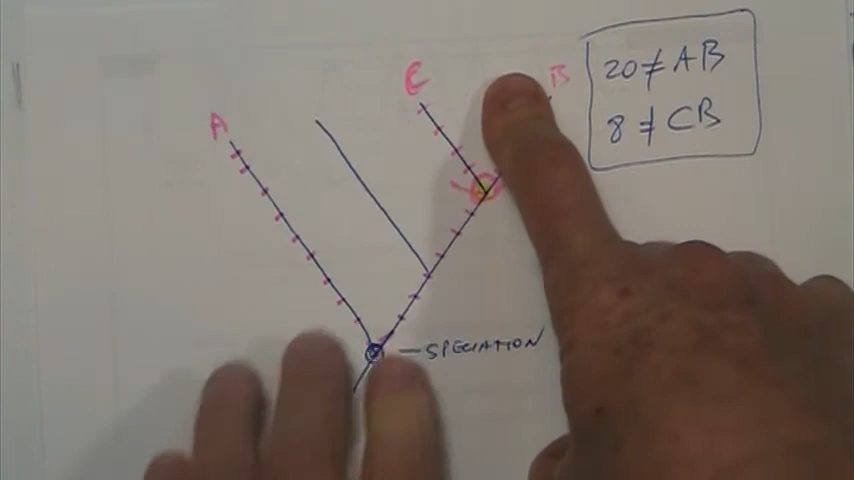 A
C
B
20 ≠ AB
8 ≠ CB
SPECIATION